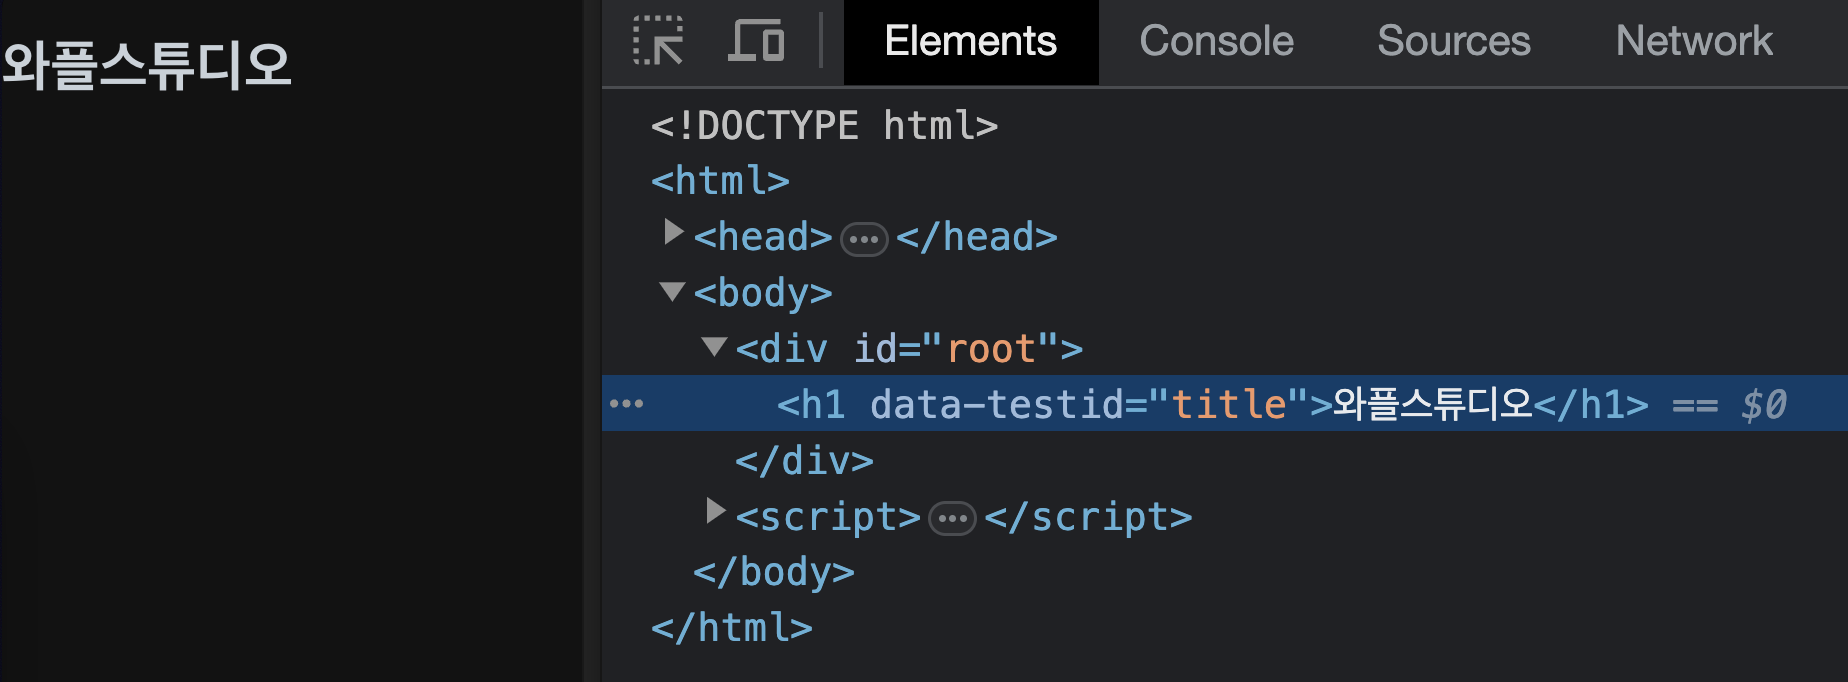 와플스튜디오
Elements Console Sources Network
<!DOCTYPE html>
<html>
<head>…</head>
<body>
<div id="root">
<h1 data-testid="title">와플스튜디오</h1> == $0
</div>
<script>…</script>
</body>
</html>